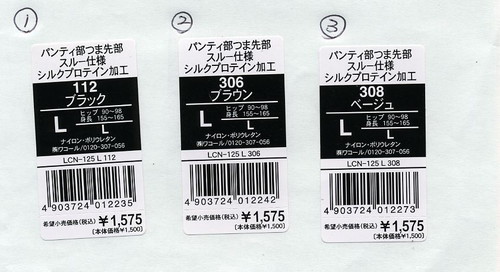 ①
パンティ部つま先部
スルー仕様
シルクプロテイン加工
112
ブラック
L
ヒップ 90〜98
身長 155〜165
L
ナイロン・ポリウレタン
㈱ワコール/0120-307-056
LCN-125 L 112
4 903724 012235
希望小売価格(税込) ¥1,575
(本体価格¥1,500)
②
パンティ部つま先部
スルー仕様
シルクプロテイン加工
306
ブラウン
L
ヒップ 90〜98
身長 155〜165
L
ナイロン・ポリウレタン
㈱ワコール/0120-307-056
LCN-125 L 306
4 903724 012242
希望小売価格(税込) ¥1,575
(本体価格¥1,500)
③
パンティ部つま先部
スルー仕様
シルクプロテイン加工
308
ベージュ
L
ヒップ 90〜98
身長 155〜165
L
ナイロン・ポリウレタン
㈱ワコール/0120-307-056
LCN-125 L 308
4 903724 012273
希望小売価格(税込) ¥1,575
(本体価格¥1,500)